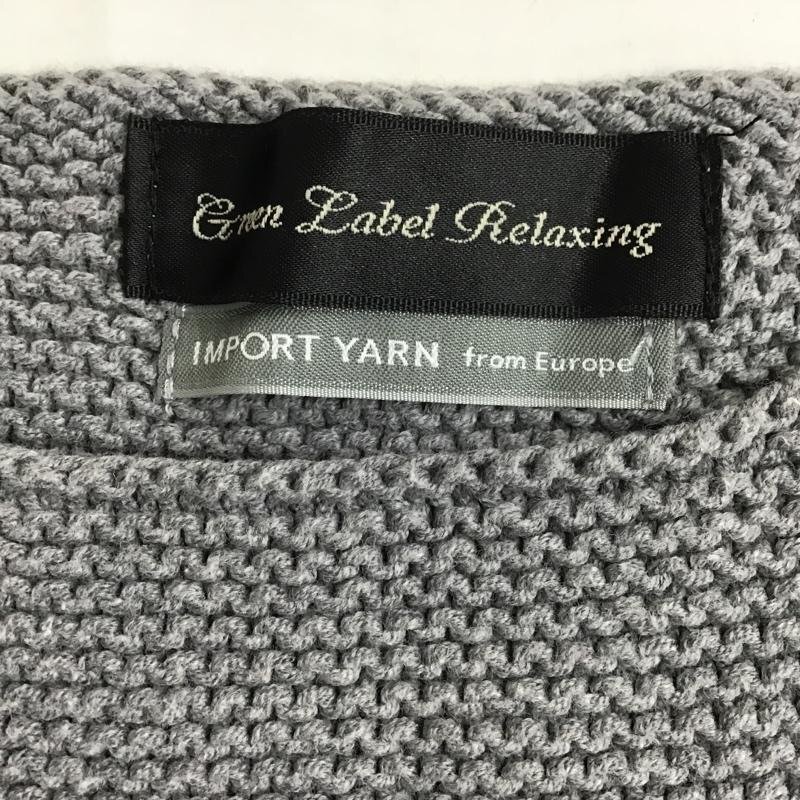 Green Label Relaxing
IMPORT YARN from Europe